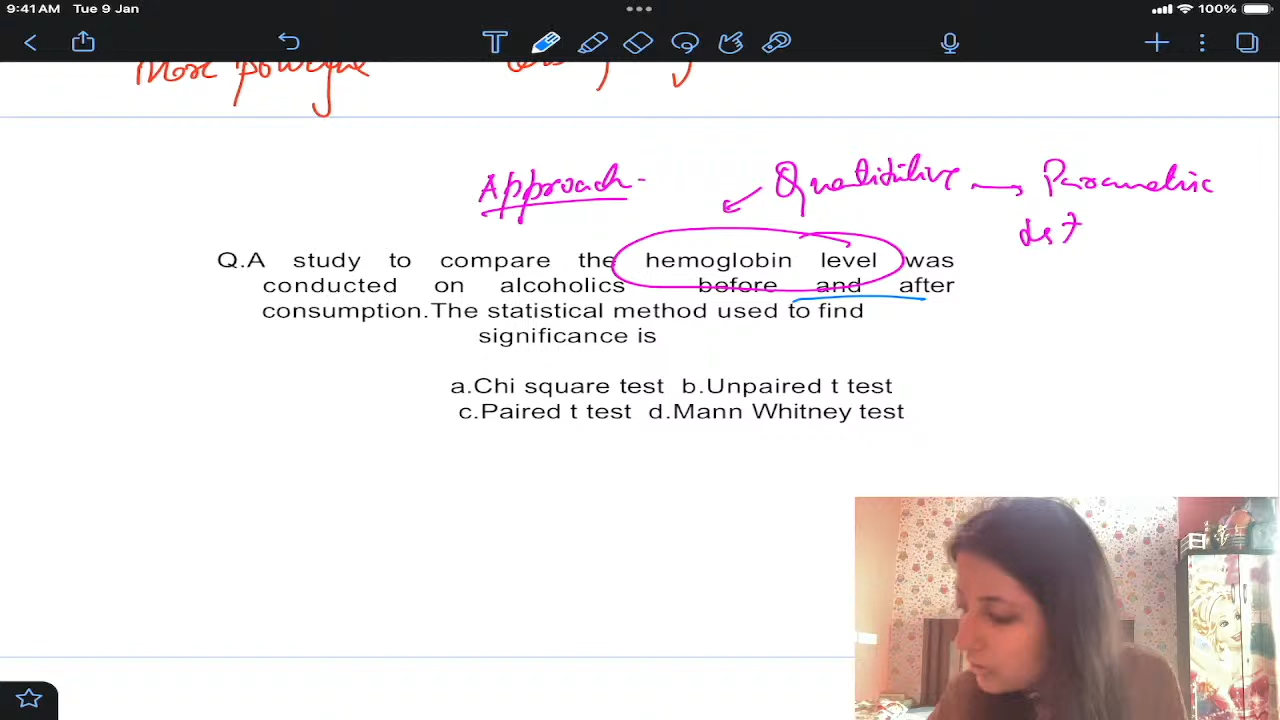 9:41 AM Tue 9 Jan
100%
More powerful
Approach - Quantitative → Parametric
test
Q.A study to compare the hemoglobin level was
conducted on alcoholics before and after
consumption.The statistical method used to find
significance is
a.Chi square test b.Unpaired t test
c.Paired t test d.Mann Whitney test